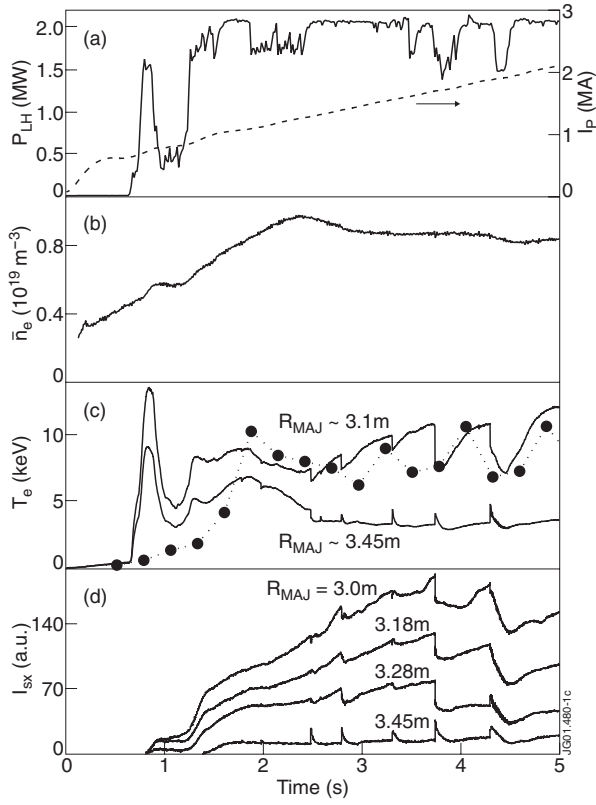 (a)
P_LH (MW)
2.0
1.5
1.0
0.5
0
I_P (MA)
3
2
1
0
(b)
n̄_e (10^19 m^−3)
0.8
0.4
0
(c)
T_e (keV)
10
5
0
R_MAJ ~ 3.1m
R_MAJ ~ 3.45m
(d)
I_sx (a.u.)
140
70
0
R_MAJ = 3.0m
3.18m
3.28m
3.45m
JG01.480-1c
0 1 2 3 4 5
Time (s)